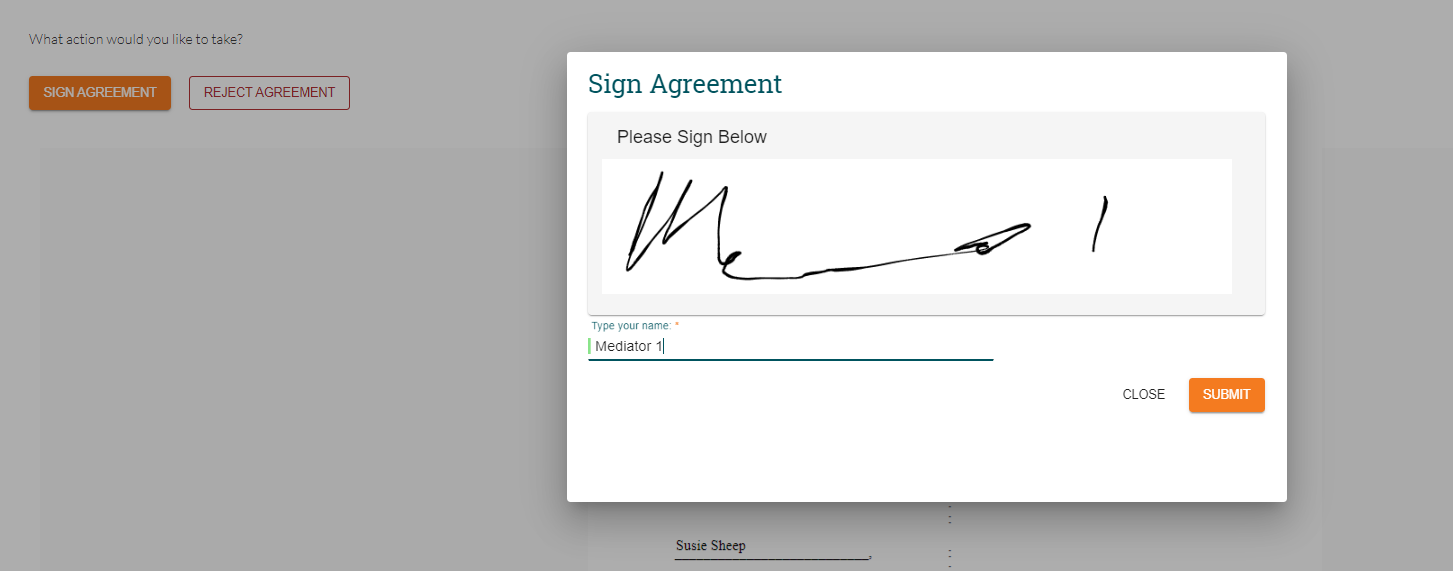 What action would you like to take?
SIGN AGREEMENT
REJECT AGREEMENT
Sign Agreement
Please Sign Below
Type your name: *
Mediator 1
CLOSE
SUBMIT
:
:
Susie Sheep
,
: